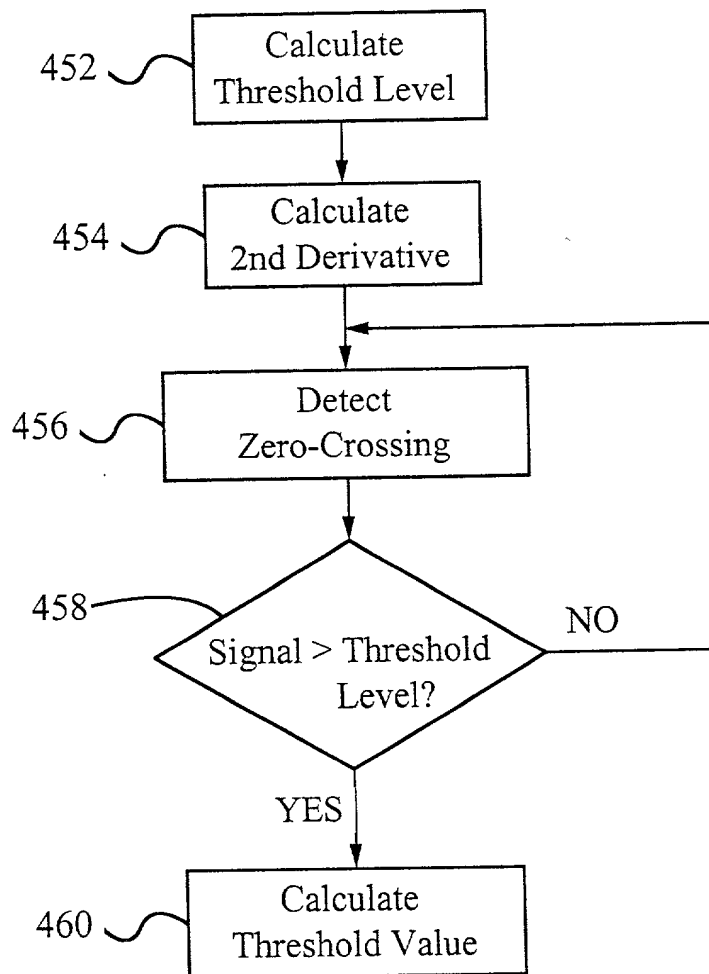 452
Calculate
Threshold Level
454
Calculate
2nd Derivative
456
Detect
Zero-Crossing
458
Signal > Threshold
Level?
NO
YES
460
Calculate
Threshold Value